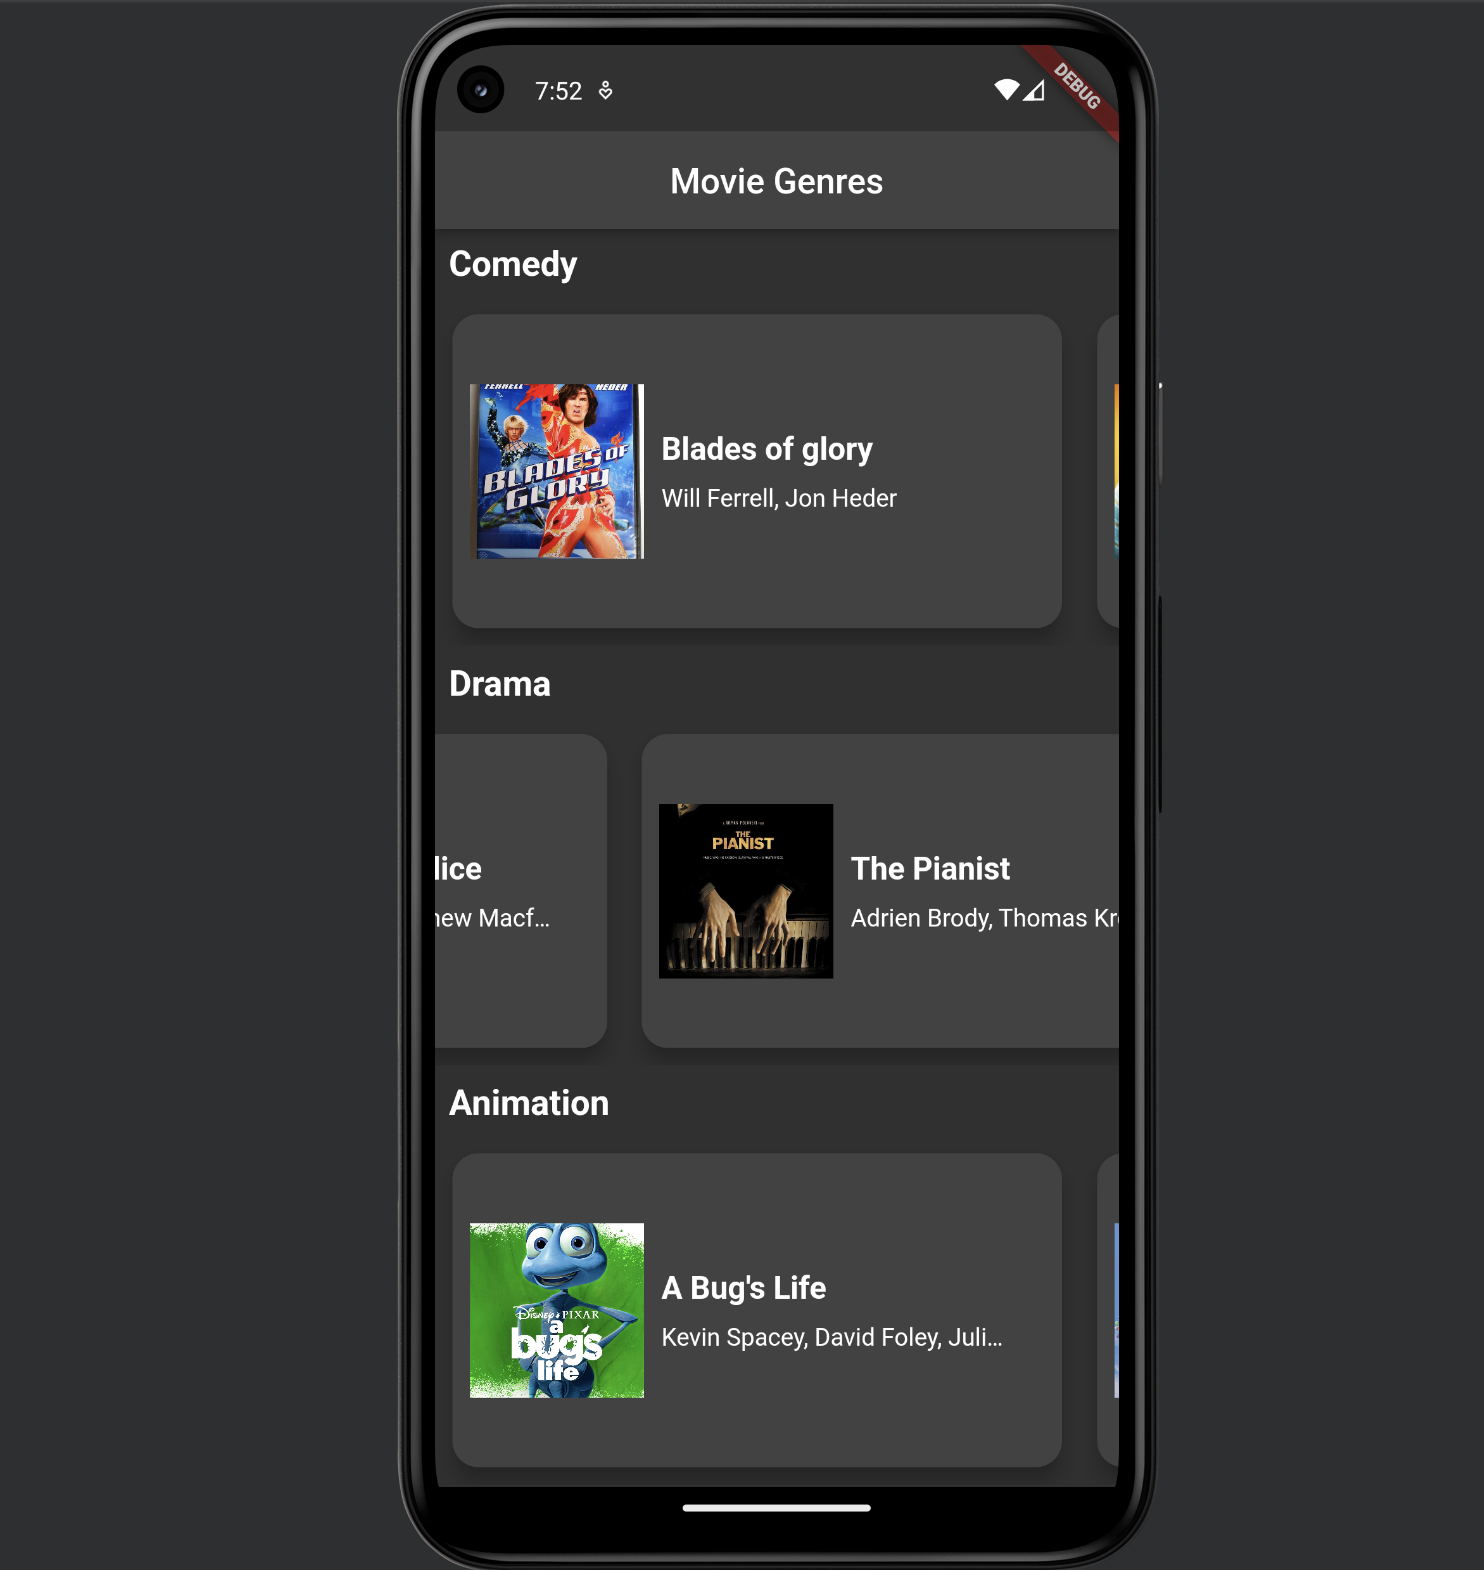 7:52
DEBUG
Movie Genres
Comedy
FERRELL HEDER
BLADES OF
GLORY
Blades of glory
Will Ferrell, Jon Heder
Drama
lice
new Macf…
THE
PIANIST
The Pianist
Adrien Brody, Thomas Kr
Animation
Disney PIXAR
a
bug's
life
A Bug's Life
Kevin Spacey, David Foley, Juli…